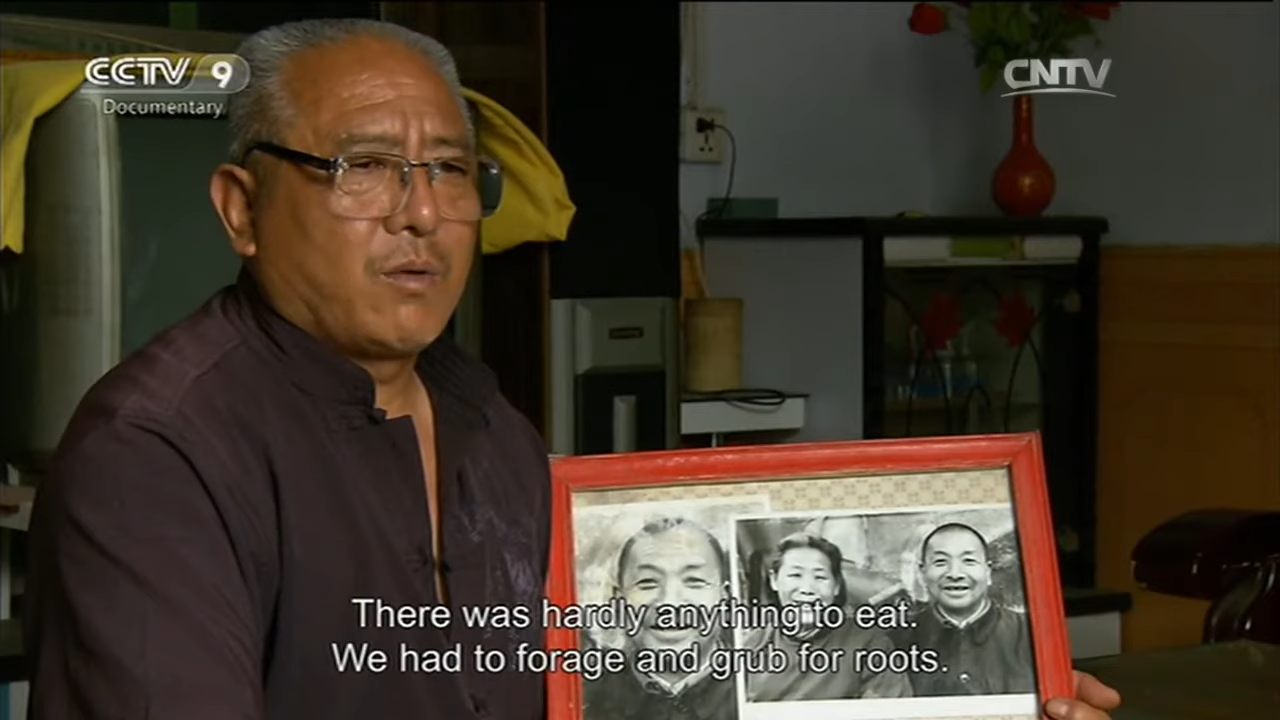 CCTV 9
Documentary
CNTV
There was hardly anything to eat.
We had to forage and grub for roots.